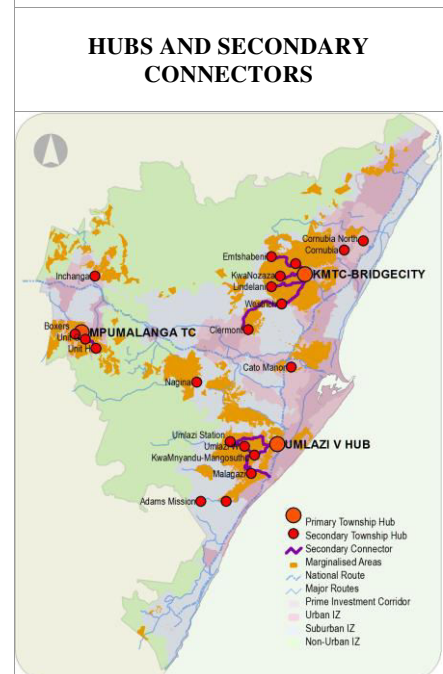 HUBS AND SECONDARY
CONNECTORS
Cornubia North
Cornubia
Emtshabeni
KwaNozaza
KMTC-BRIDGECITY
Lindelani
Inchanga
Clermont
Boxers
MPUMALANGA TC
Unit H
Cato Manor
Nagina
Umlazi Station
Umlazi W
UMLAZI V HUB
KwaMnyandu-Mangosuthu
Malagazi
Adams Mission
Primary Township Hub
Secondary Township Hub
Secondary Connector
Marginalised Areas
National Route
Major Routes
Prime Investment Corridor
Urban IZ
Suburban IZ
Non-Urban IZ